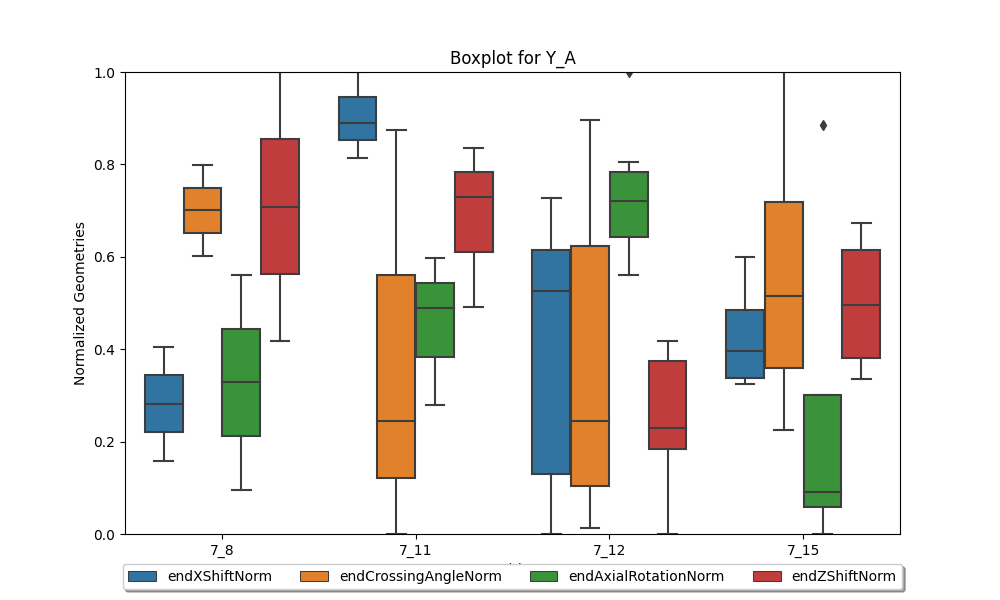 Boxplot for Y_A
Normalized Geometries
1.0
0.8
0.6
0.4
0.2
0.0
7_8
7_11
7_12
7_15
endXShiftNorm
endCrossingAngleNorm
endAxialRotationNorm
endZShiftNorm